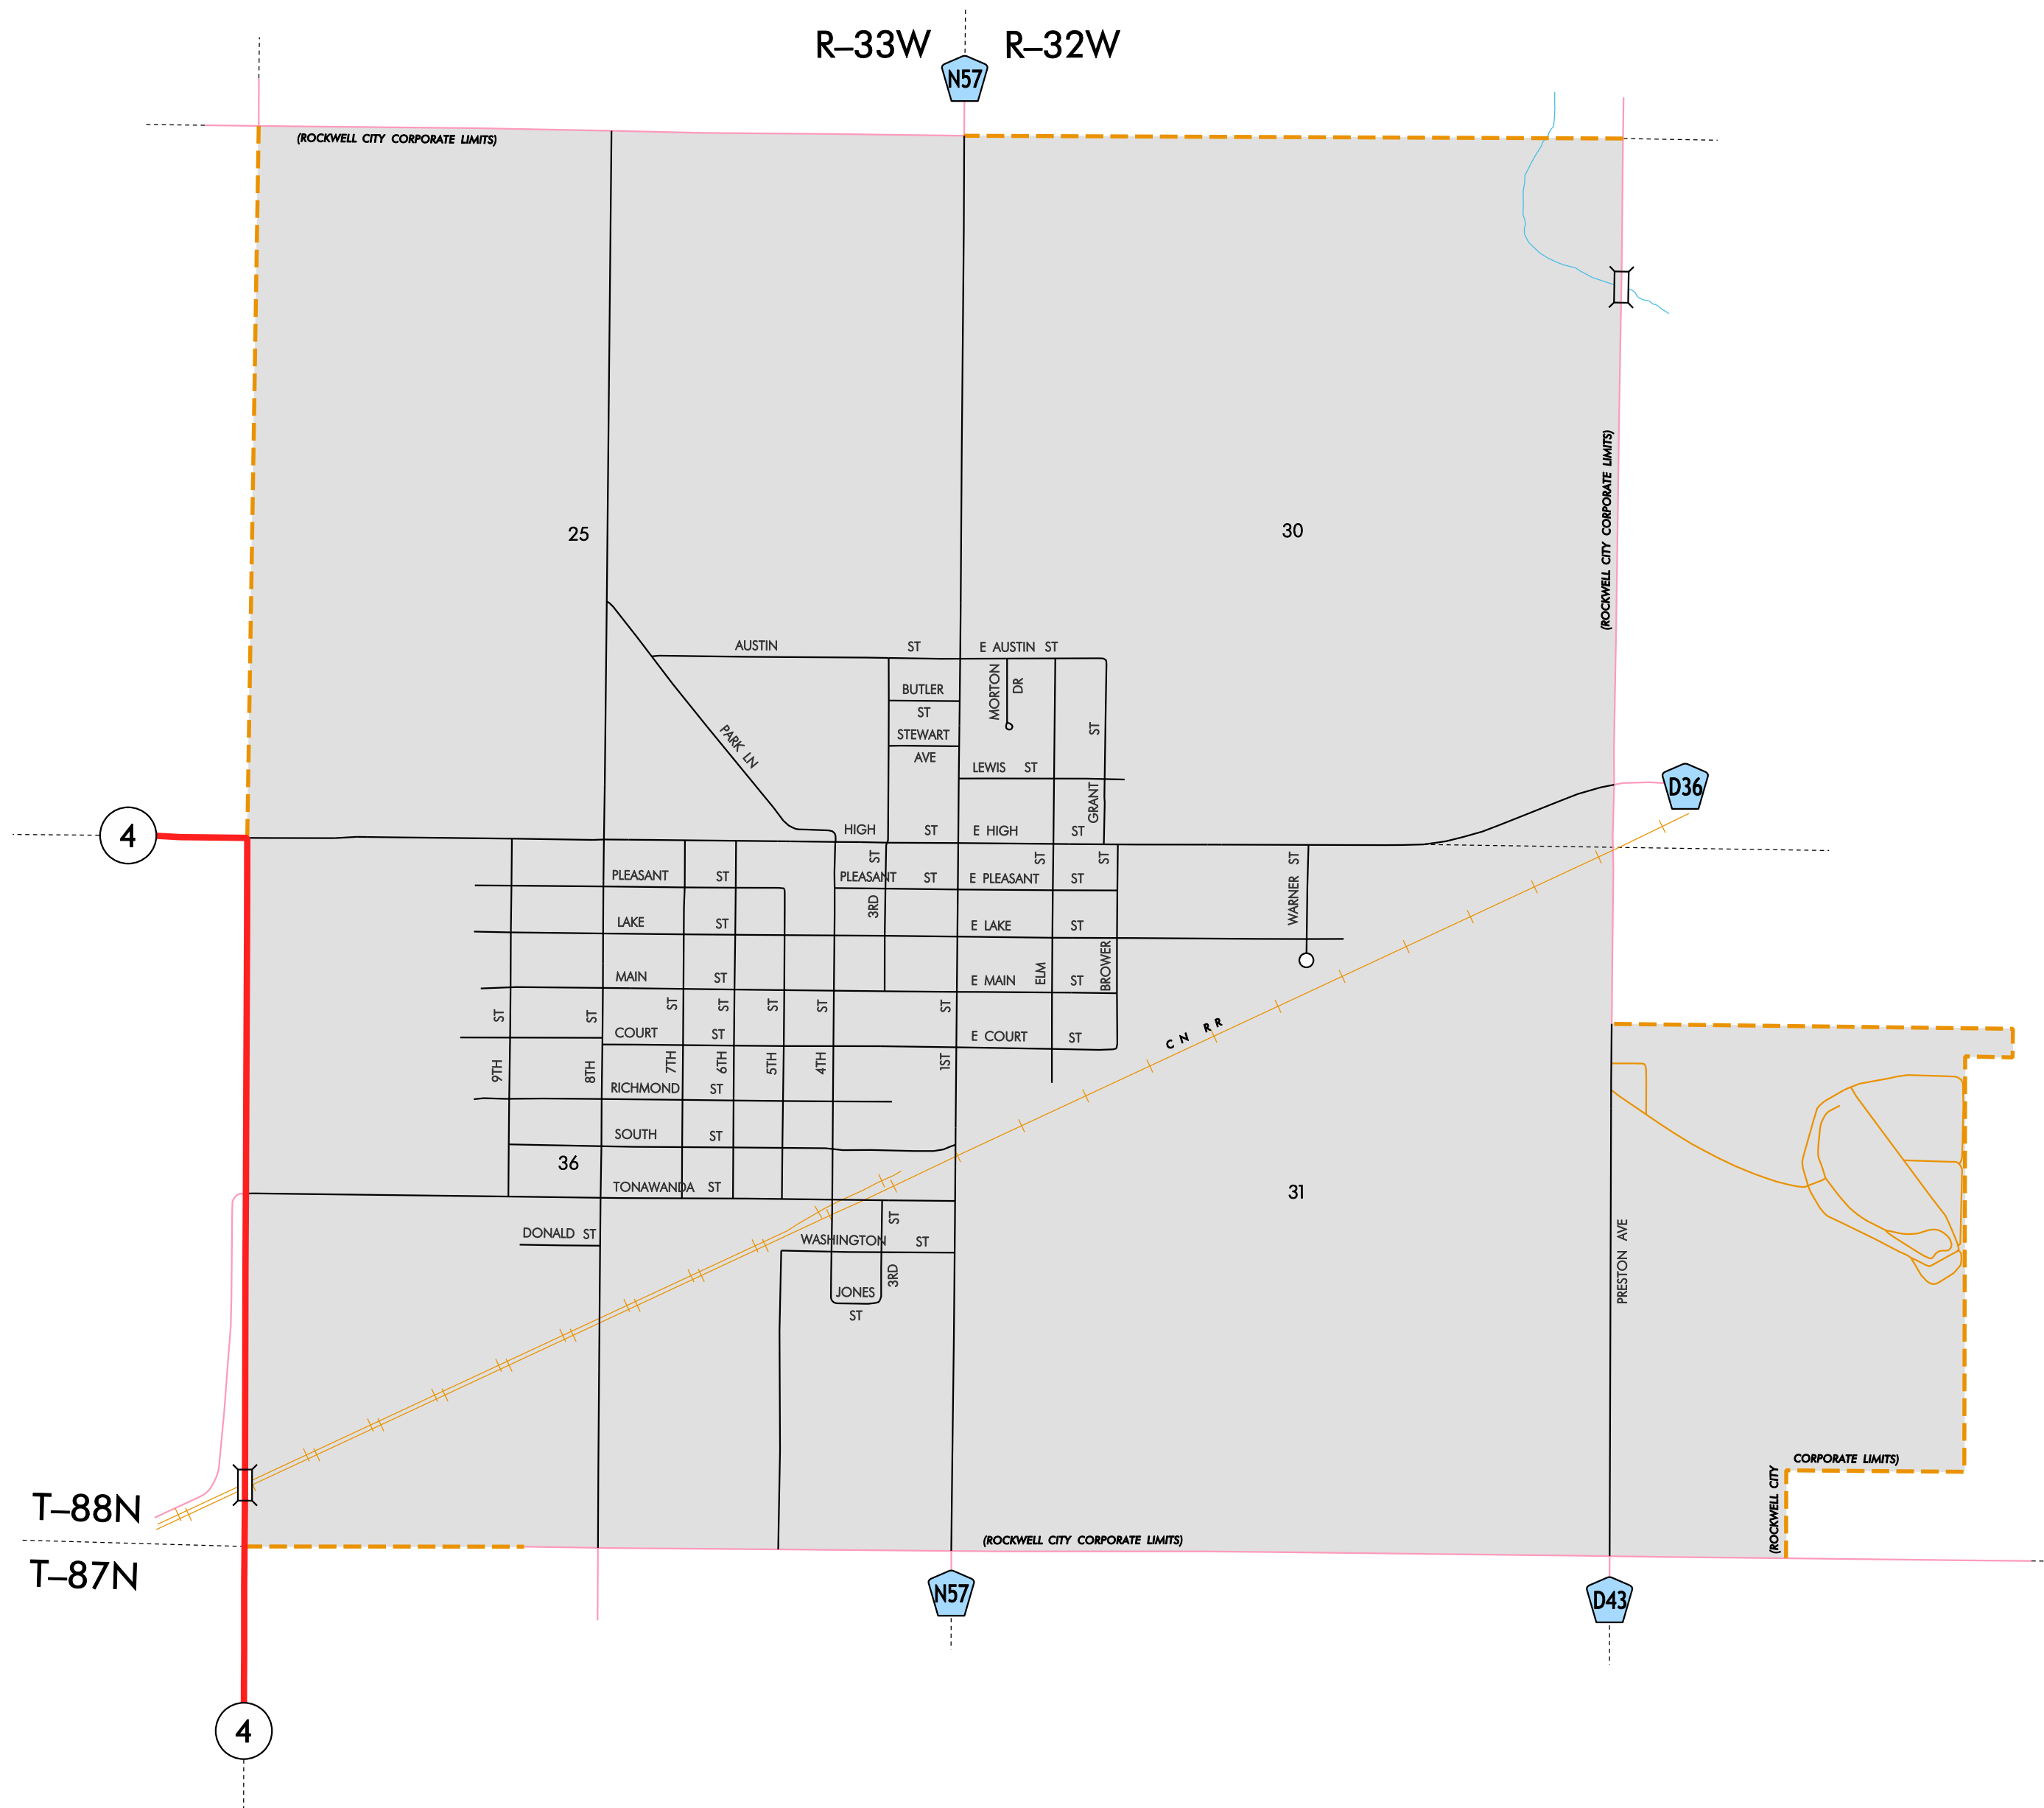 R–33W R–32W
N57
(ROCKWELL CITY CORPORATE LIMITS)
(ROCKWELL CITY CORPORATE LIMITS)
25
30
AUSTIN ST
E AUSTIN ST
BUTLER
ST
MORTON
DR
STEWART
AVE
PARK LN
LEWIS ST
GRANT
ST
D36
4
HIGH ST
E HIGH ST
PLEASANT ST
PLEASANT ST
E PLEASANT ST
3RD
ST
WARNER ST
LAKE ST
E LAKE ST
MAIN ST
E MAIN ST
ELM
ST
BROWER
ST
9TH
ST
8TH
ST
7TH
ST
6TH
ST
5TH
ST
4TH
ST
1ST
ST
COURT ST
E COURT ST
C N R R
RICHMOND ST
SOUTH ST
36
31
TONAWANDA ST
DONALD ST
WASHINGTON ST
3RD
ST
JONES
ST
PRESTON AVE
CORPORATE LIMITS)
(ROCKWELL CITY
T–88N
T–87N
(ROCKWELL CITY CORPORATE LIMITS)
N57
D43
4